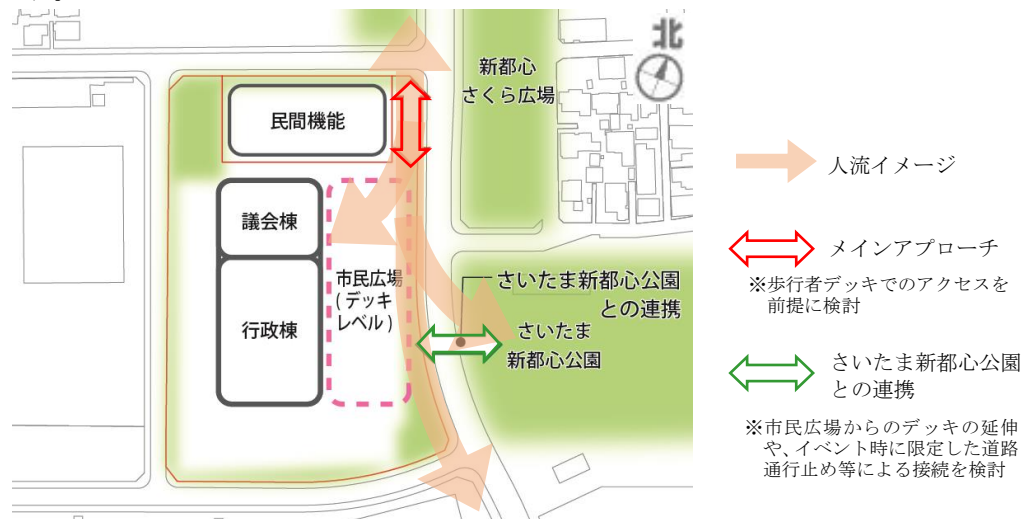 北
新都心
さくら広場
民間機能
議会棟
市民広場
(デッキ
レベル)
行政棟
さいたま新都心公園
との連携
さいたま
新都心公園
人流イメージ
メインアプローチ
※歩行者デッキでのアクセスを
前提に検討
さいたま新都心公園
との連携
※市民広場からのデッキの延伸
や、イベント時に限定した道路
通行止め等による接続を検討